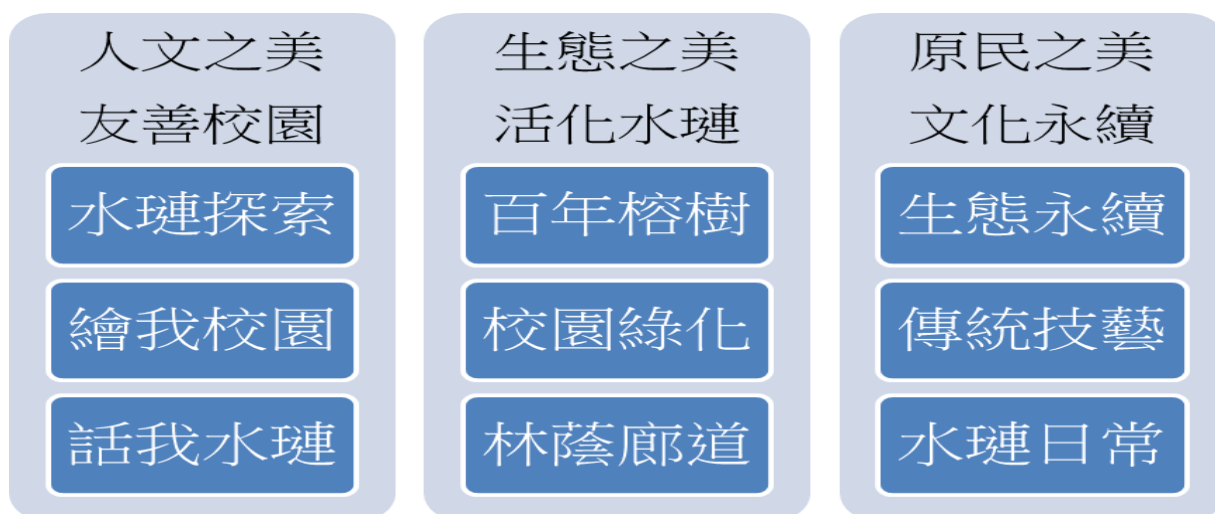 人文之美
友善校園
水璉探索
繪我校園
話我水璉
生態之美
活化水璉
百年榕樹
校園綠化
林蔭廊道
原民之美
文化永續
生態永續
傳統技藝
水璉日常